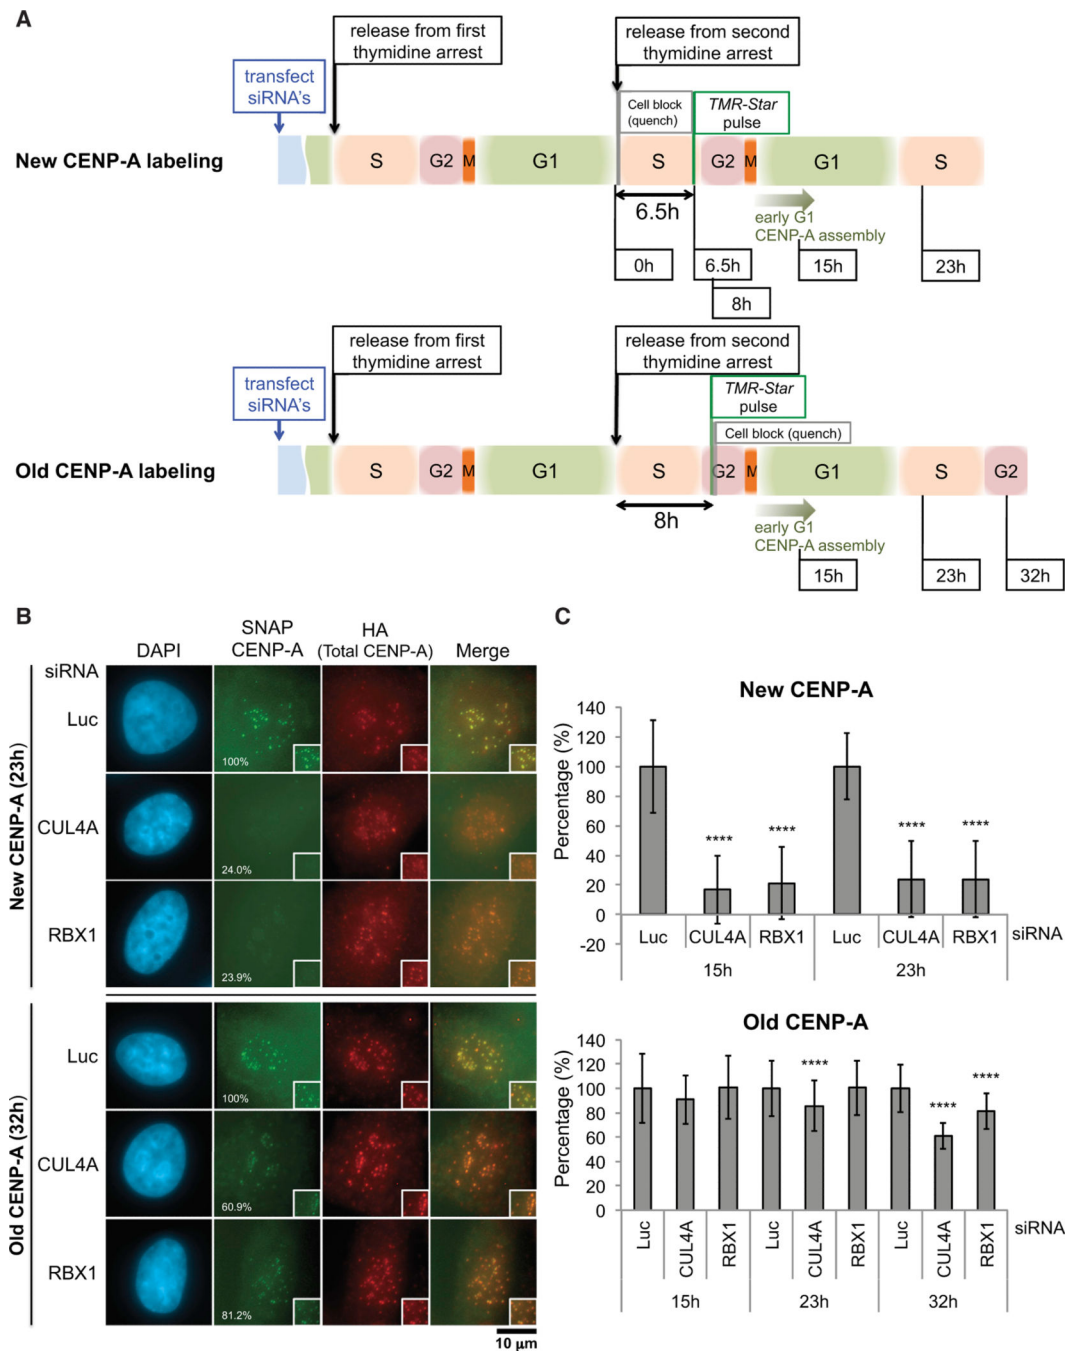 A
release from first
thymidine arrest
release from second
thymidine arrest
transfect
siRNA's
Cell block
(quench)
TMR-Star
pulse
New CENP-A labeling
S
G2
M
G1
S
G2
M
G1
S
6.5h
early G1
CENP-A assembly
0h
6.5h
15h
23h
8h
release from first
thymidine arrest
release from second
thymidine arrest
transfect
siRNA's
TMR-Star
pulse
Cell block (quench)
Old CENP-A labeling
S
G2
M
G1
S
G2
M
G1
S
G2
8h
early G1
CENP-A assembly
15h
23h
32h
B
DAPI
SNAP
CENP-A
HA
(Total CENP-A)
Merge
siRNA
New CENP-A (23h)
Luc
100%
CUL4A
24.0%
RBX1
23.9%
Old CENP-A (32h)
Luc
100%
CUL4A
60.9%
RBX1
81.2%
10 µm
C
New CENP-A
Percentage (%)
140
120
100
80
60
40
20
0
-20
****
****
****
****
Luc
CUL4A
RBX1
Luc
CUL4A
RBX1
siRNA
15h
23h
Old CENP-A
Percentage (%)
140
120
100
80
60
40
20
0
****
****
****
Luc
CUL4A
RBX1
Luc
CUL4A
RBX1
Luc
CUL4A
RBX1
siRNA
15h
23h
32h